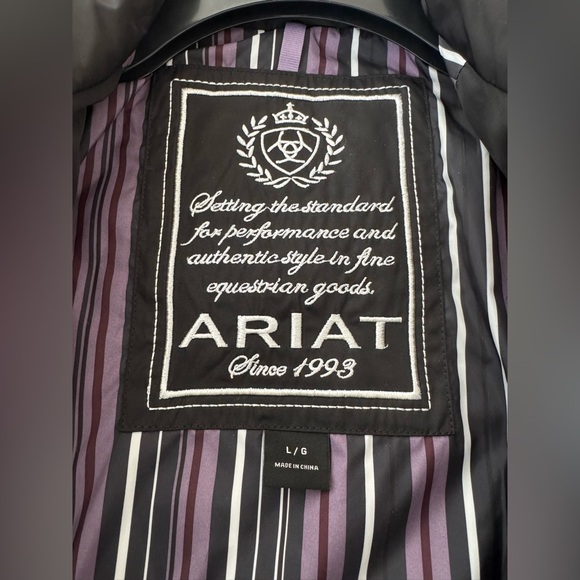 Setting the standard
for performance and
authentic style in fine
equestrian goods.
ARIAT
Since 1993
L / G
MADE IN CHINA